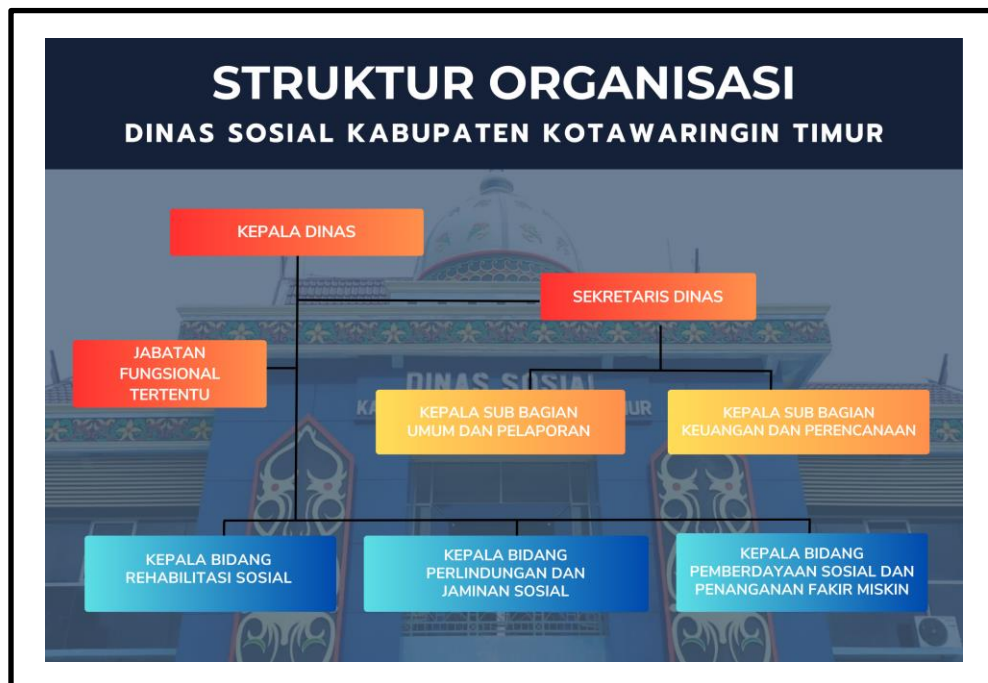 STRUKTUR ORGANISASI
DINAS SOSIAL KABUPATEN KOTAWARINGIN TIMUR
KEPALA DINAS
SEKRETARIS DINAS
JABATAN
FUNGSIONAL
TERTENTU
DINAS SOSIAL
KEPALA SUB BAGIAN
UMUM DAN PELAPORAN
KEPALA SUB BAGIAN
KEUANGAN DAN PERENCANAAN
KEPALA BIDANG
REHABILITASI SOSIAL
KEPALA BIDANG
PERLINDUNGAN DAN
JAMINAN SOSIAL
KEPALA BIDANG
PEMBERDAYAAN SOSIAL DAN
PENANGANAN FAKIR MISKIN